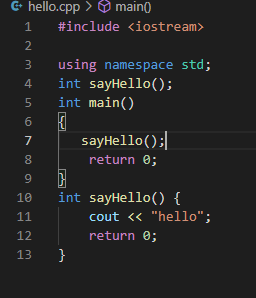 hello.cpp > main()
1 #include <iostream>
2
3 using namespace std;
4 int sayHello();
5 int main()
6 {
7    sayHello();
8     return 0;
9 }
10 int sayHello() {
11     cout << "hello";
12     return 0;
13 }